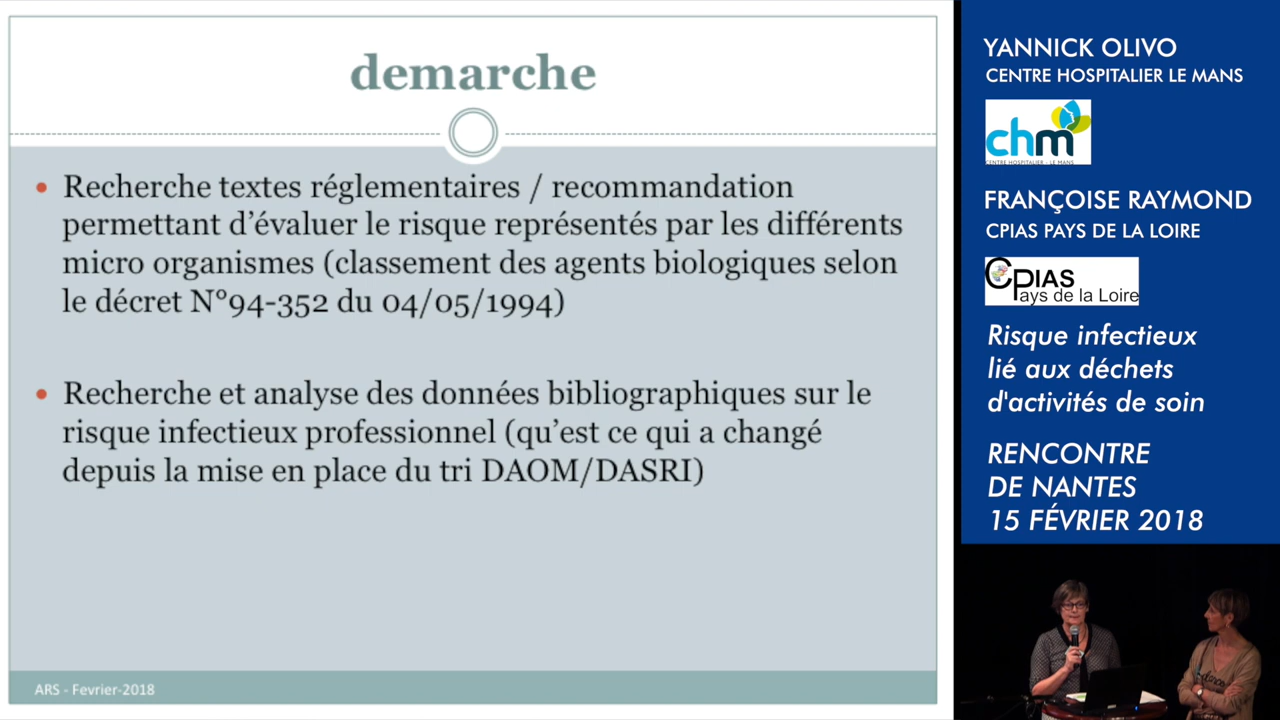 demarche
Recherche textes réglementaires / recommandation
permettant d’évaluer le risque représentés par les différents
micro organismes (classement des agents biologiques selon
le décret N°94-352 du 04/05/1994)
Recherche et analyse des données bibliographiques sur le
risque infectieux professionnel (qu’est ce qui a changé
depuis la mise en place du tri DAOM/DASRI)
ARS - Fevrier-2018
YANNICK OLIVO
CENTRE HOSPITALIER LE MANS
chm
CENTRE HOSPITALIER - LE MANS
FRANÇOISE RAYMOND
CPIAS PAYS DE LA LOIRE
CPIAS
Pays de la Loire
Risque infectieux
lié aux déchets
d'activités de soin
RENCONTRE
DE NANTES
15 FÉVRIER 2018